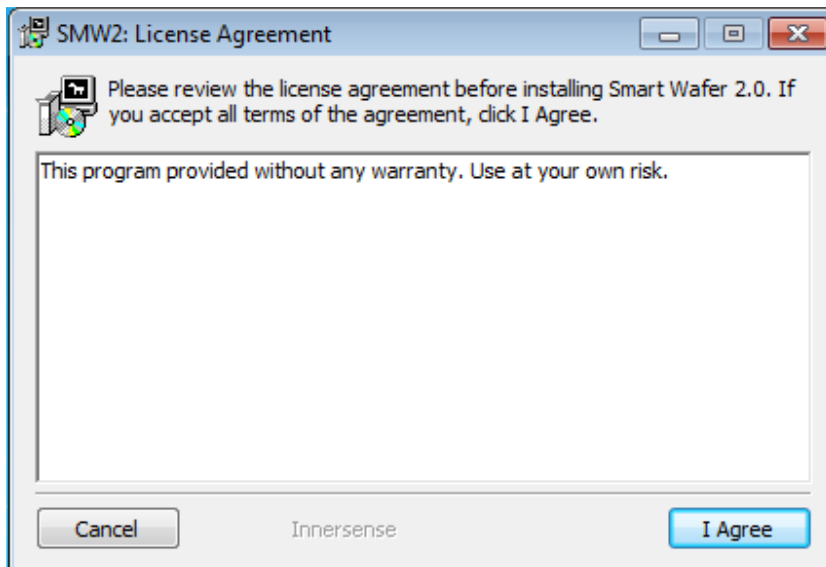 SMW2: License Agreement
Please review the license agreement before installing Smart Wafer 2.0. If
you accept all terms of the agreement, click I Agree.
This program provided without any warranty. Use at your own risk.
Cancel
Innersense
I Agree